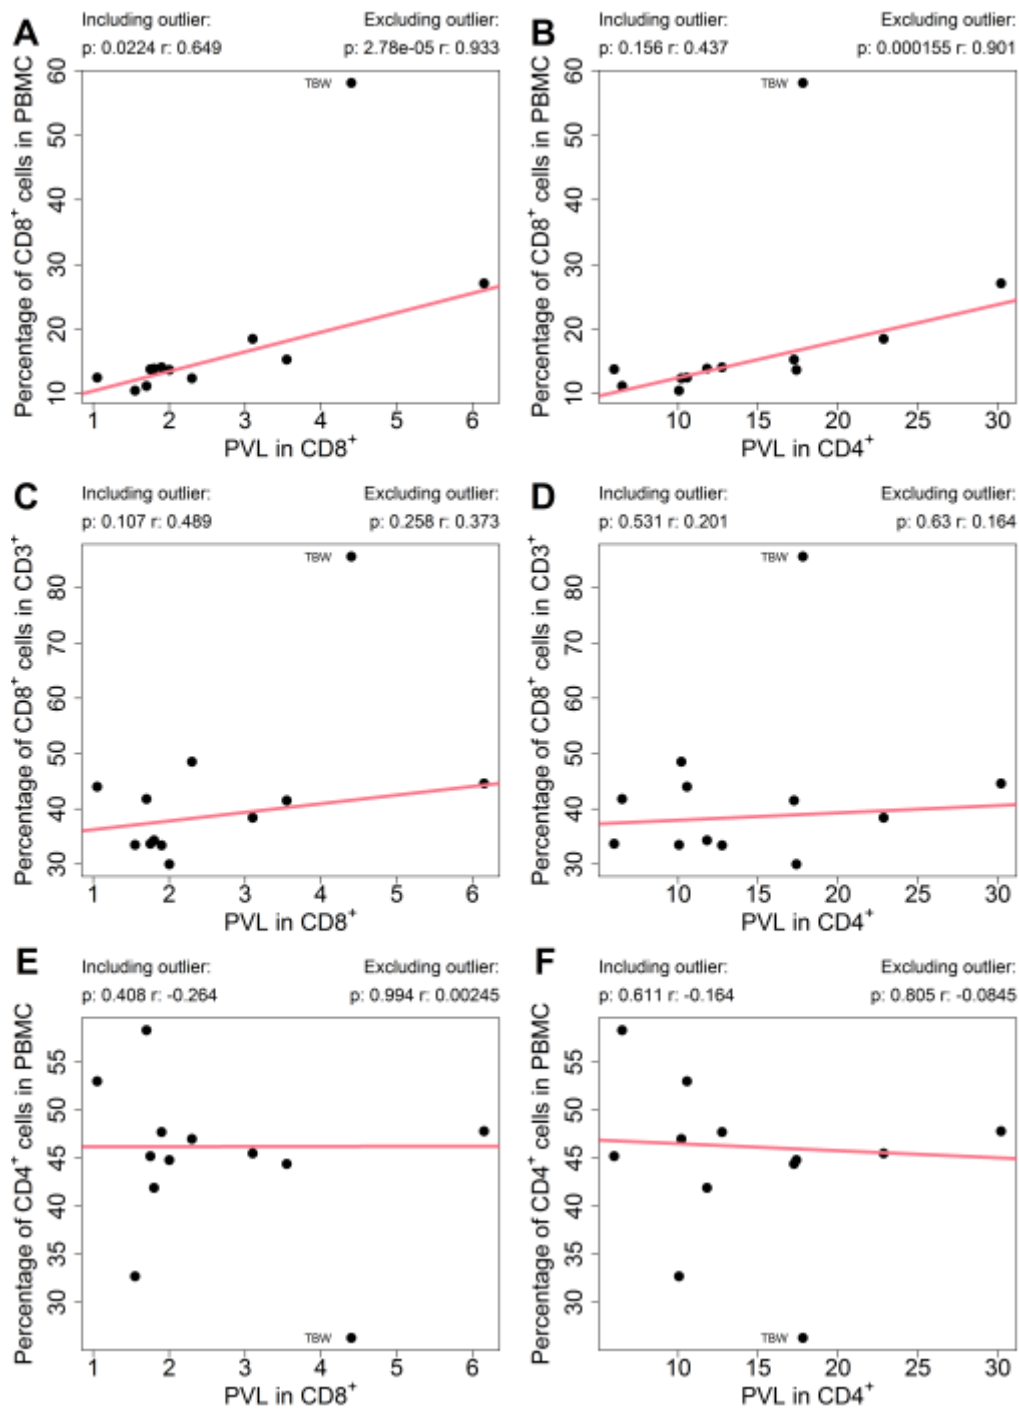 A
Including outlier:
Excluding outlier:
p: 0.0224 r: 0.649
p: 2.78e-05 r: 0.933
Percentage of CD8+ cells in PBMC
60
50
40
30
20
10
TBW
1 2 3 4 5 6
PVL in CD8+
B
Including outlier:
Excluding outlier:
p: 0.156 r: 0.437
p: 0.000155 r: 0.901
Percentage of CD8+ cells in PBMC
60
50
40
30
20
10
TBW
10 15 20 25 30
PVL in CD4+
C
Including outlier:
Excluding outlier:
p: 0.107 r: 0.489
p: 0.258 r: 0.373
Percentage of CD8+ cells in CD3+
80
70
60
50
40
30
TBW
1 2 3 4 5 6
PVL in CD8+
D
Including outlier:
Excluding outlier:
p: 0.531 r: 0.201
p: 0.63 r: 0.164
Percentage of CD8+ cells in CD3+
80
70
60
50
40
30
TBW
10 15 20 25 30
PVL in CD4+
E
Including outlier:
Excluding outlier:
p: 0.408 r: -0.264
p: 0.994 r: 0.00245
Percentage of CD4+ cells in PBMC
55
50
45
40
35
30
TBW
1 2 3 4 5 6
PVL in CD8+
F
Including outlier:
Excluding outlier:
p: 0.611 r: -0.164
p: 0.805 r: -0.0845
Percentage of CD4+ cells in PBMC
55
50
45
40
35
30
TBW
10 15 20 25 30
PVL in CD4+